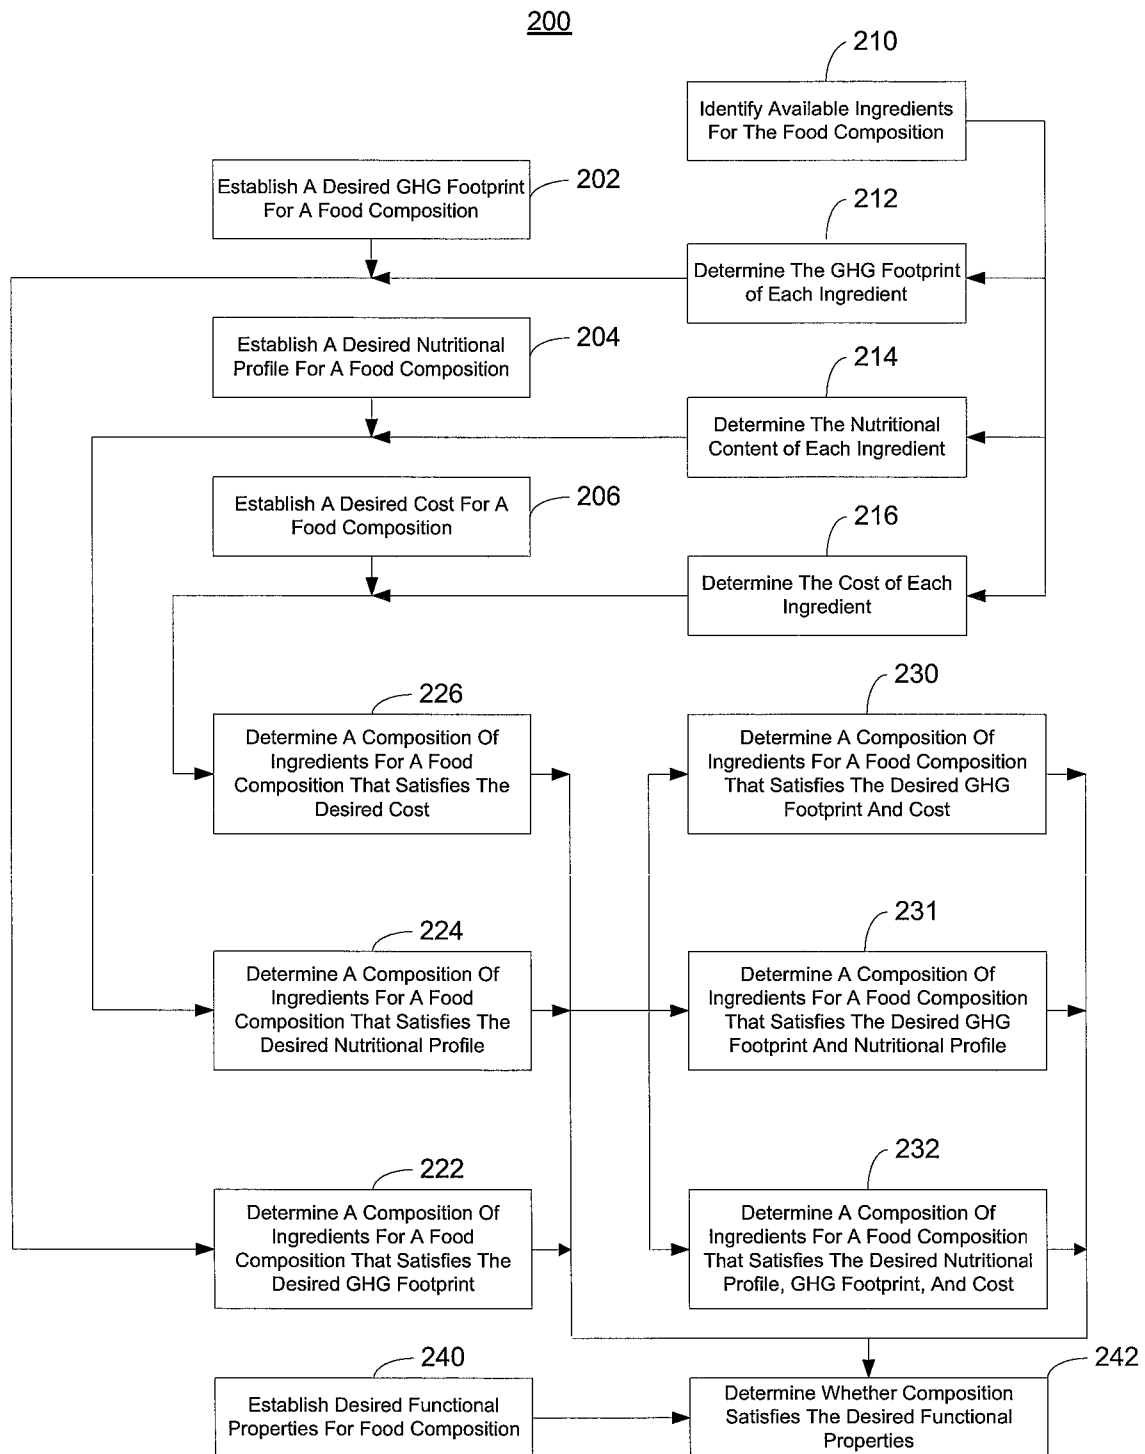 200
210
Identify Available Ingredients
For The Food Composition
202
Establish A Desired GHG Footprint
For A Food Composition
212
Determine The GHG Footprint
of Each Ingredient
204
Establish A Desired Nutritional
Profile For A Food Composition
214
Determine The Nutritional
Content of Each Ingredient
206
Establish A Desired Cost For A
Food Composition
216
Determine The Cost of Each
Ingredient
226
Determine A Composition Of
Ingredients For A Food
Composition That Satisfies The
Desired Cost
230
Determine A Composition Of
Ingredients For A Food Composition
That Satisfies The Desired GHG
Footprint And Cost
224
Determine A Composition Of
Ingredients For A Food
Composition That Satisfies The
Desired Nutritional Profile
231
Determine A Composition Of
Ingredients For A Food Composition
That Satisfies The Desired GHG
Footprint And Nutritional Profile
222
Determine A Composition Of
Ingredients For A Food
Composition That Satisfies The
Desired GHG Footprint
232
Determine A Composition Of
Ingredients For A Food Composition
That Satisfies The Desired Nutritional
Profile, GHG Footprint, And Cost
240
Establish Desired Functional
Properties For Food Composition
242
Determine Whether Composition
Satisfies The Desired Functional
Properties